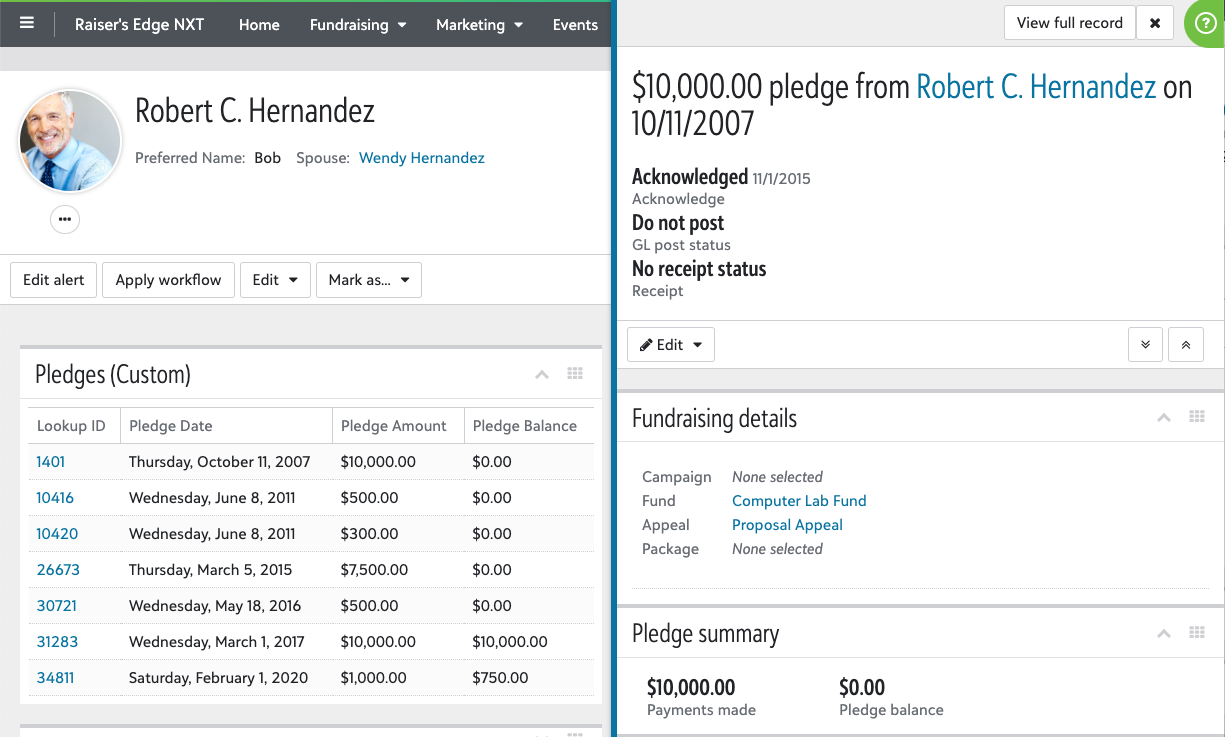 Raiser's Edge NXT Home Fundraising Marketing Events
Robert C. Hernandez
Preferred Name: Bob Spouse: Wendy Hernandez
Edit alert Apply workflow Edit Mark as...
Pledges (Custom)
Lookup ID Pledge Date Pledge Amount Pledge Balance
1401 Thursday, October 11, 2007 $10,000.00 $0.00
10416 Wednesday, June 8, 2011 $500.00 $0.00
10420 Wednesday, June 8, 2011 $300.00 $0.00
26673 Thursday, March 5, 2015 $7,500.00 $0.00
30721 Wednesday, May 18, 2016 $500.00 $0.00
31283 Wednesday, March 1, 2017 $10,000.00 $10,000.00
34811 Saturday, February 1, 2020 $1,000.00 $750.00
View full record
$10,000.00 pledge from Robert C. Hernandez on
10/11/2007
Acknowledged 11/1/2015
Acknowledge
Do not post
GL post status
No receipt status
Receipt
Edit
Fundraising details
Campaign None selected
Fund Computer Lab Fund
Appeal Proposal Appeal
Package None selected
Pledge summary
$10,000.00 $0.00
Payments made Pledge balance